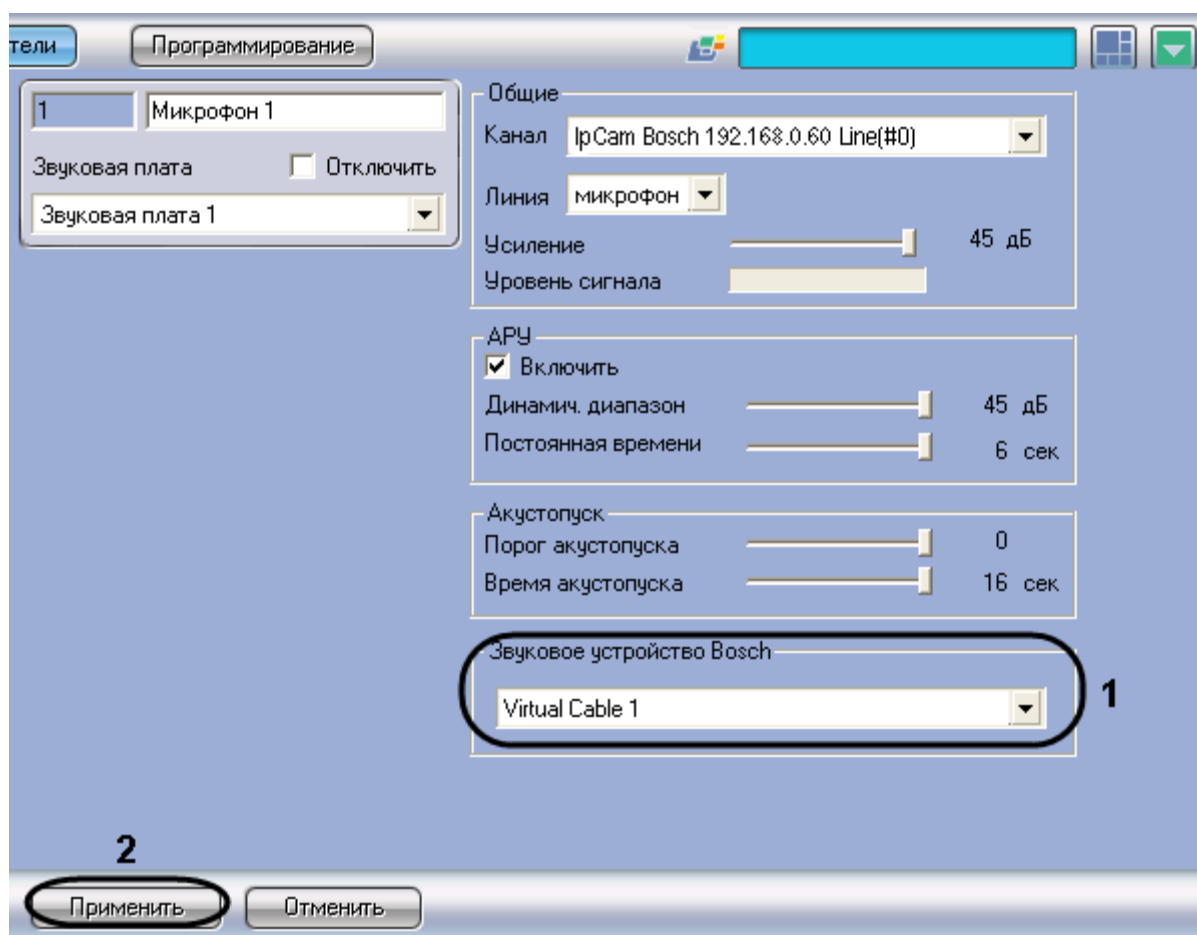 тели
Программирование
1
Микрофон 1
Звуковая плата
Отключить
Звуковая плата 1
Общие
Канал
IpCam Bosch 192.168.0.60 Line(#0)
Линия
микрофон
Усиление
45 дБ
Уровень сигнала
АРУ
Включить
Динамич. диапазон
45 дБ
Постоянная времени
6 сек
Акустопуск
Порог акустопуска
0
Время акустопуска
16 сек
Звуковое устройство Bosch
Virtual Cable 1
1
2
Применить
Отменить